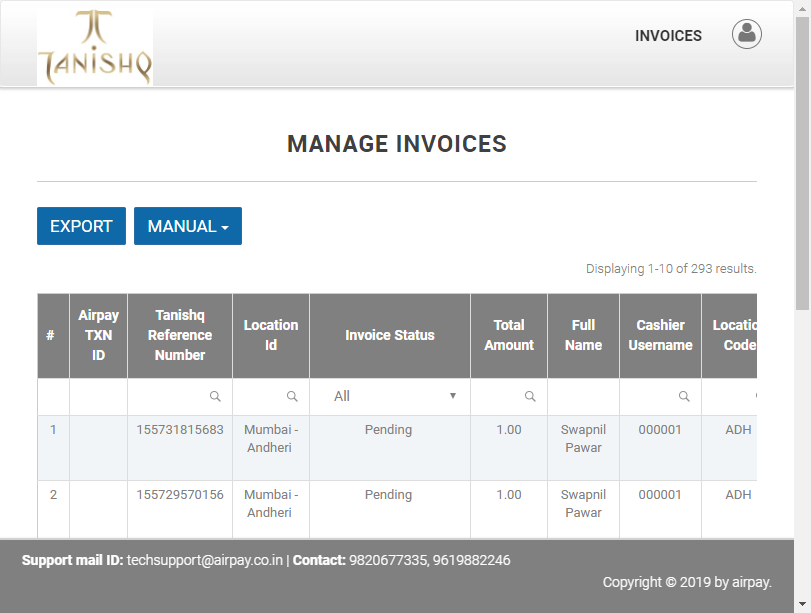 TANISHQ
INVOICES
MANAGE INVOICES
EXPORT
MANUAL
Displaying 1-10 of 293 results.
# Airpay TXN ID Tanishq Reference Number Location Id Invoice Status Total Amount Full Name Cashier Username Locatio Code
All
1 155731815683 Mumbai - Andheri Pending 1.00 Swapnil Pawar 000001 ADH
2 155729570156 Mumbai - Andheri Pending 1.00 Swapnil Pawar 000001 ADH
Support mail ID: techsupport@airpay.co.in | Contact: 9820677335, 9619882246
Copyright © 2019 by airpay.